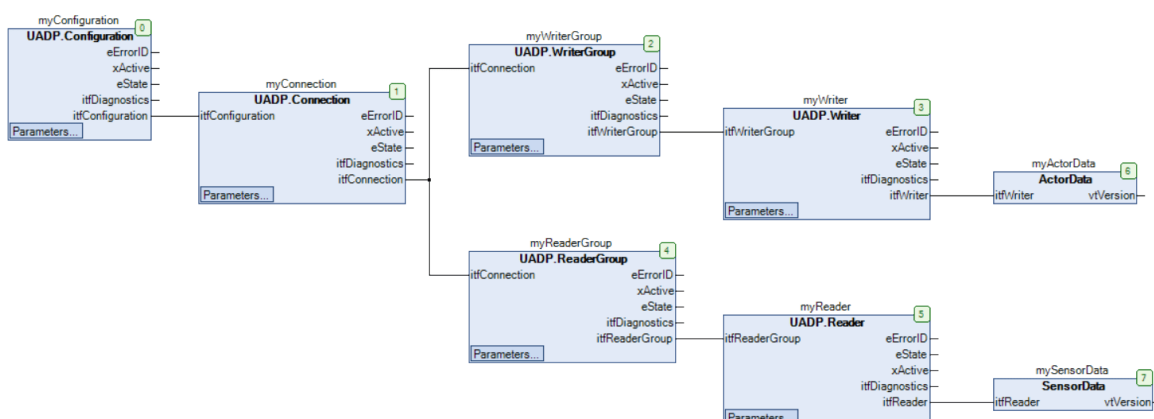 myConfiguration
0
UADP.Configuration
eErrorID
xActive
eState
itfDiagnostics
itfConfiguration
Parameters...
myConnection
1
UADP.Connection
itfConfiguration eErrorID
xActive
eState
itfDiagnostics
itfConnection
Parameters...
myWriterGroup
2
UADP.WriterGroup
itfConnection eErrorID
xActive
eState
itfDiagnostics
itfWriterGroup
Parameters...
myWriter
3
UADP.Writer
itfWriterGroup eErrorID
xActive
eState
itfDiagnostics
itfWriter
Parameters...
myActorData
6
ActorData
itfWriter vtVersion
myReaderGroup
4
UADP.ReaderGroup
itfConnection eErrorID
xActive
eState
itfDiagnostics
itfReaderGroup
Parameters...
myReader
5
UADP.Reader
itfReaderGroup eErrorID
eState
xActive
itfDiagnostics
itfReader
Parameters...
mySensorData
7
SensorData
itfReader vtVersion